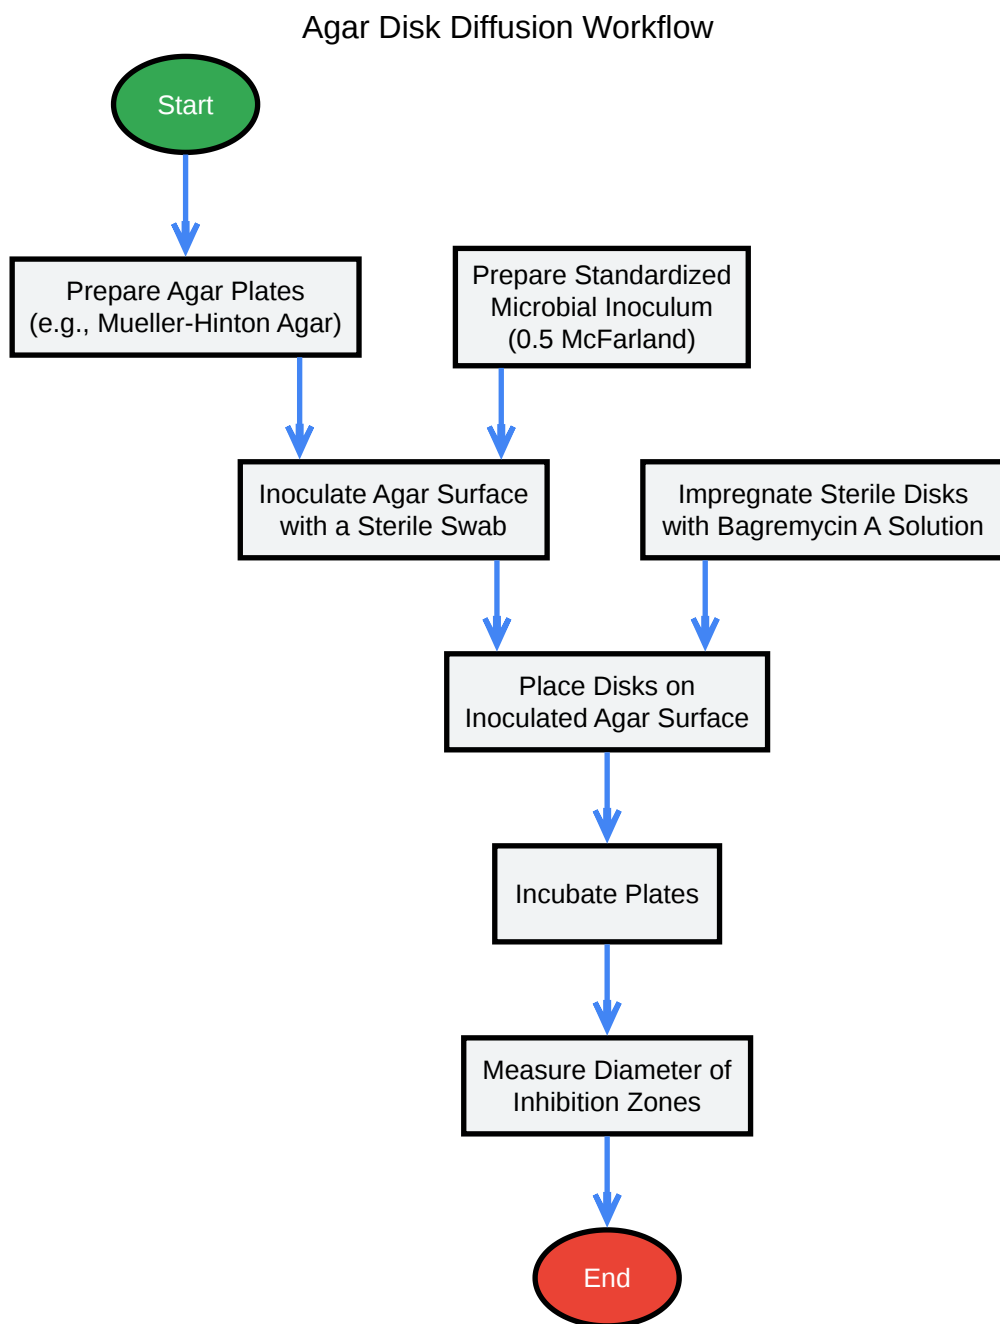 Agar Disk Diffusion Workflow
Start
Prepare Agar Plates
(e.g., Mueller-Hinton Agar)
Prepare Standardized
Microbial Inoculum
(0.5 McFarland)
Inoculate Agar Surface
with a Sterile Swab
Impregnate Sterile Disks
with Bagremycin A Solution
Place Disks on
Inoculated Agar Surface
Incubate Plates
Measure Diameter of
Inhibition Zones
End